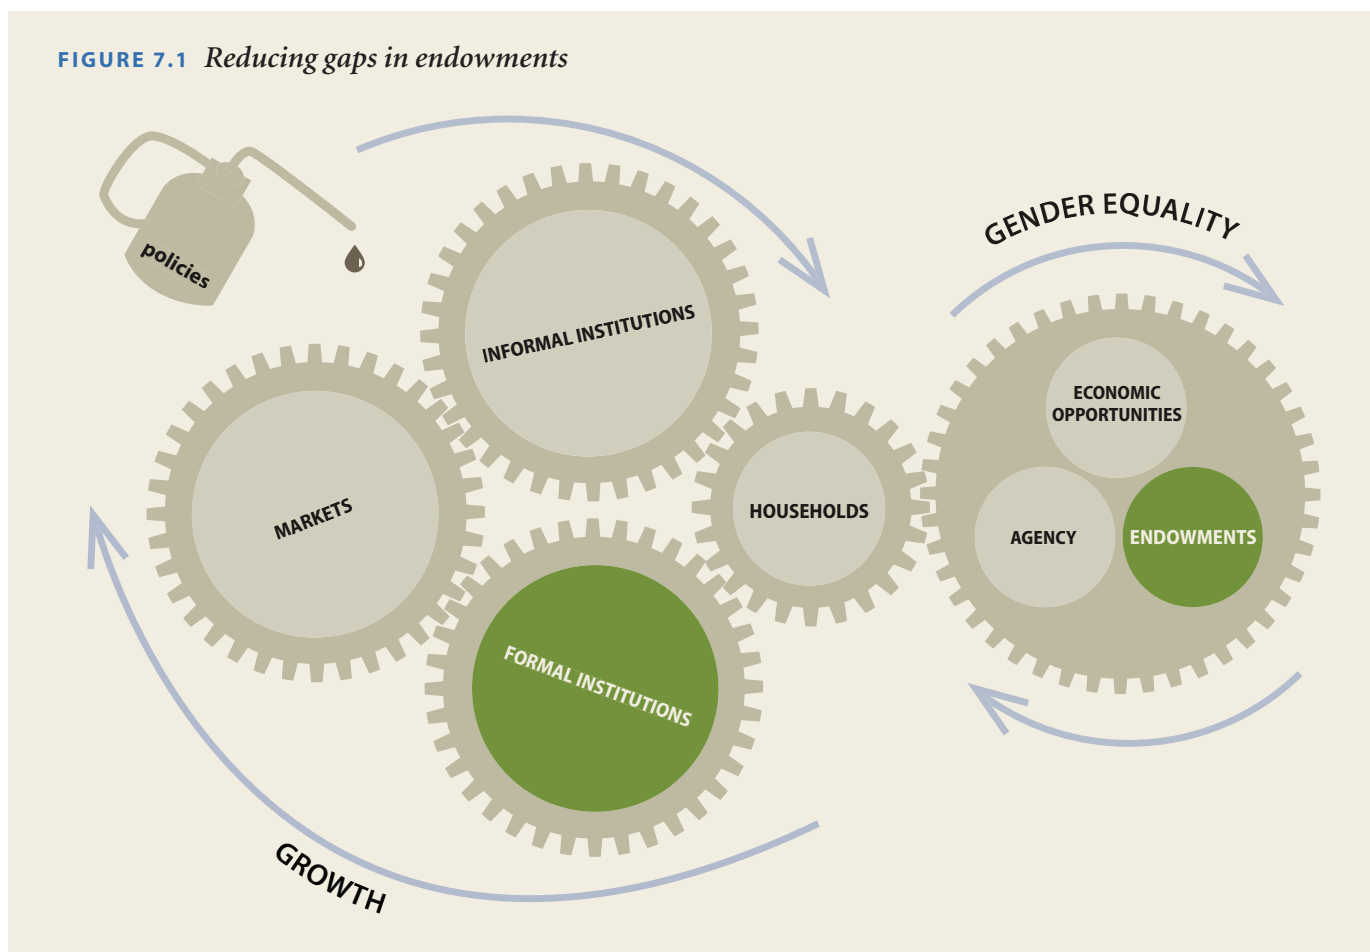 FIGURE 7.1 Reducing gaps in endowments
policies
INFORMAL INSTITUTIONS
MARKETS
FORMAL INSTITUTIONS
HOUSEHOLDS
GENDER EQUALITY
ECONOMIC
OPPORTUNITIES
AGENCY
ENDOWMENTS
GROWTH